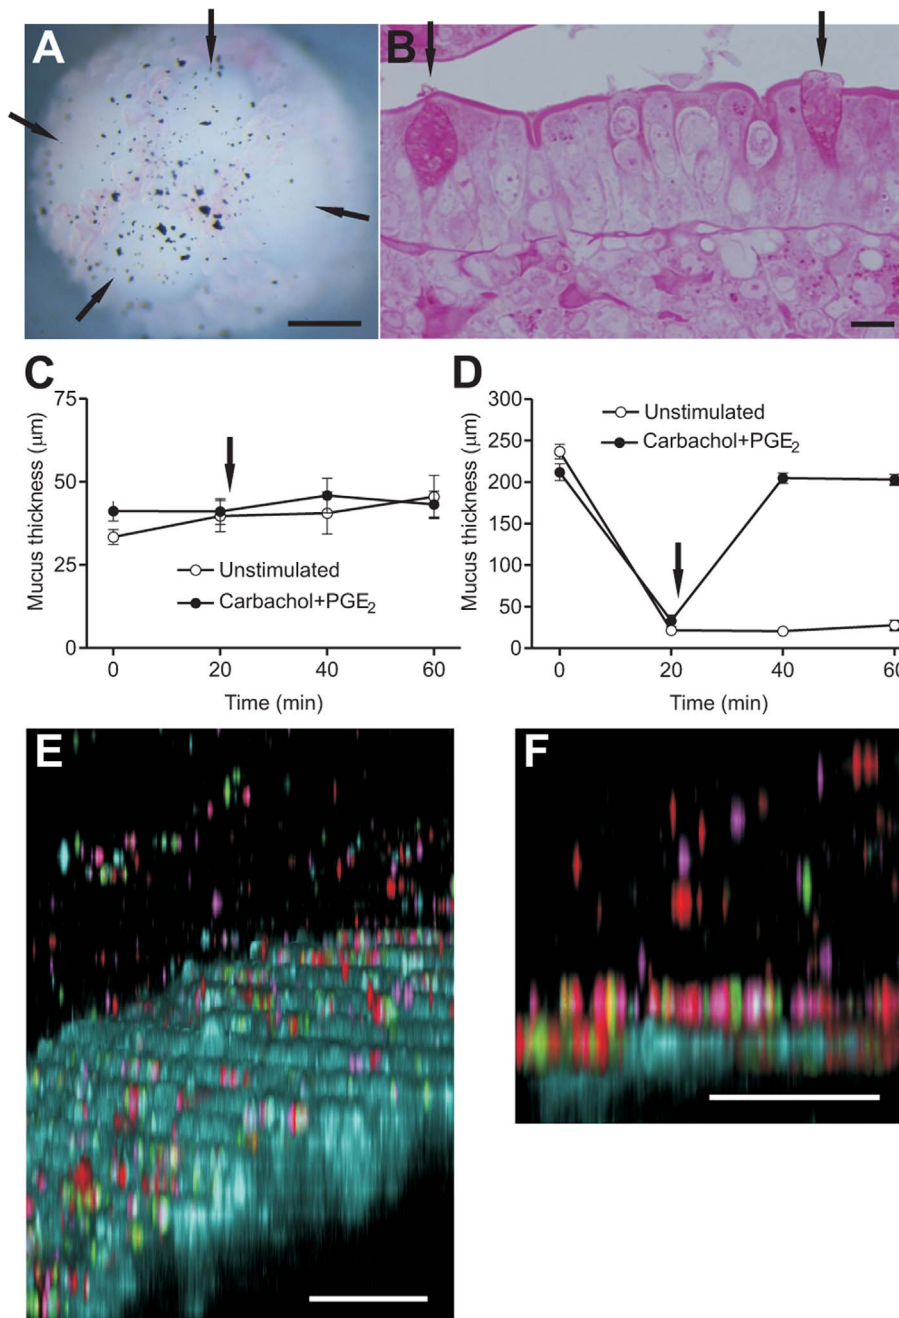 A
B
C
75
50
25
0
Mucus thickness (μm)
Unstimulated
Carbachol+PGE2
0 20 40 60
Time (min)
D
300
250
200
150
100
50
0
Mucus thickness (μm)
Unstimulated
Carbachol+PGE2
0 20 40 60
Time (min)
E
F